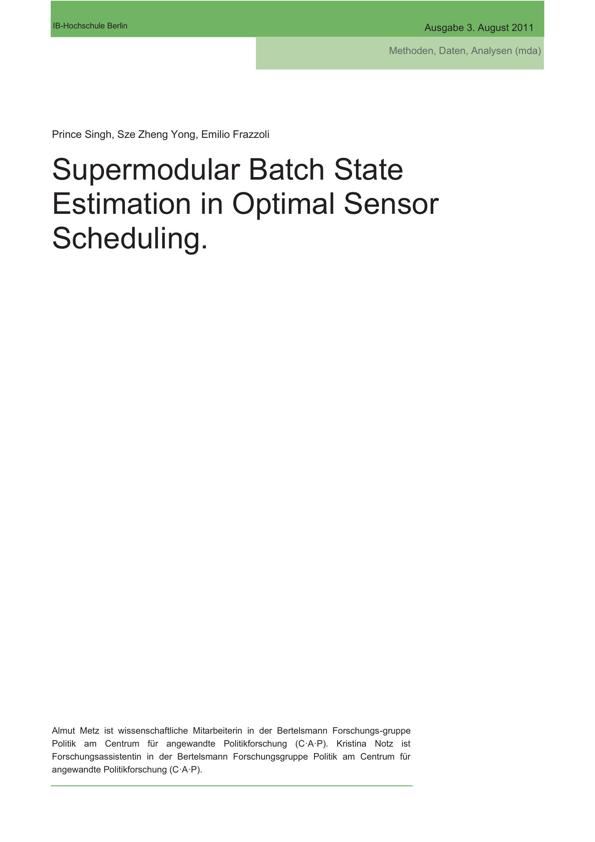 IB-Hochschule Berlin
Ausgabe 3. August 2011
Methoden, Daten, Analysen (mda)
Prince Singh, Sze Zheng Yong, Emilio Frazzoli
Supermodular Batch State
Estimation in Optimal Sensor
Scheduling.
Almut Metz ist wissenschaftliche Mitarbeiterin in der Bertelsmann Forschungs-gruppe
Politik am Centrum für angewandte Politikforschung (C·A·P). Kristina Notz ist
Forschungsassistentin in der Bertelsmann Forschungsgruppe Politik am Centrum für
angewandte Politikforschung (C·A·P).